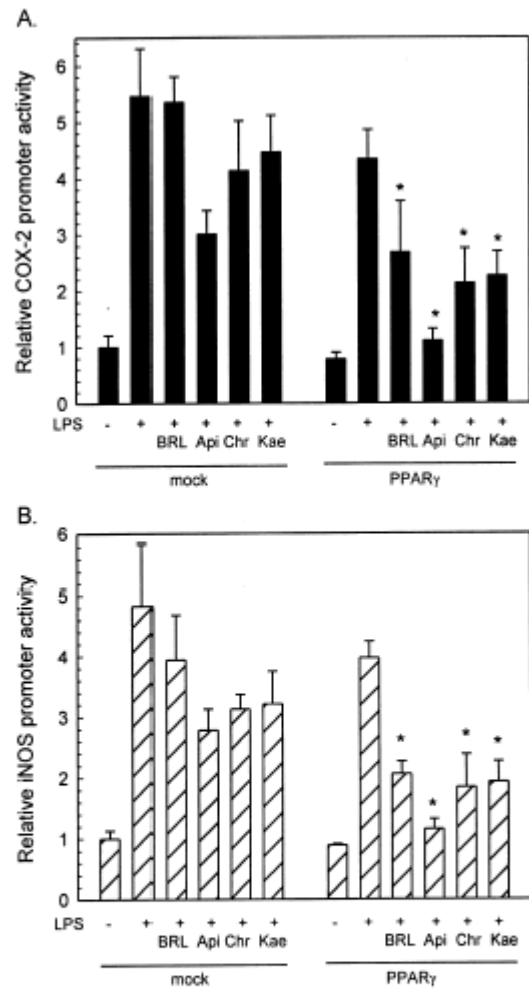 A.
Relative COX-2 promoter activity
6
5
4
3
2
1
0
* * * *
LPS - + + + + + - + + + + +
BRL Api Chr Kae BRL Api Chr Kae
mock PPARγ
B.
Relative iNOS promoter activity
6
5
4
3
2
1
0
* * * *
LPS - + + + + + - + + + + +
BRL Api Chr Kae BRL Api Chr Kae
mock PPARγ